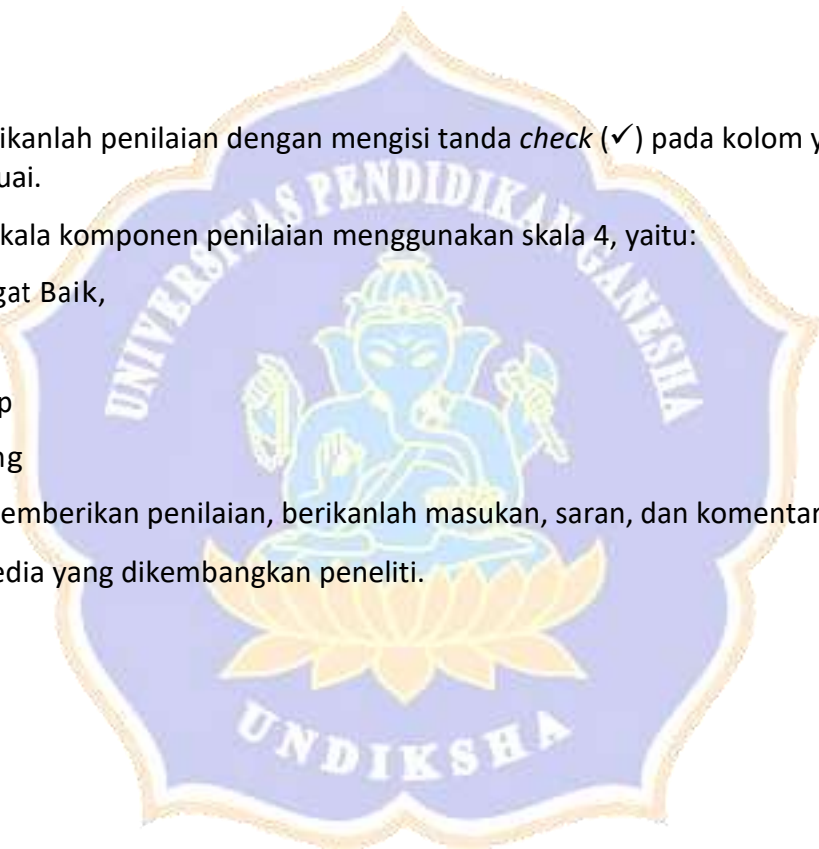 ikanlah penilaian dengan mengisi tanda check (✓) pada kolom y
uai.
kala komponen penilaian menggunakan skala 4, yaitu:
gat Baik,
p
ng
emberikan penilaian, berikanlah masukan, saran, dan komentar
edia yang dikembangkan peneliti.
UNIVERSITAS PENDIDIKAN GANESHA
UNDIKSHA